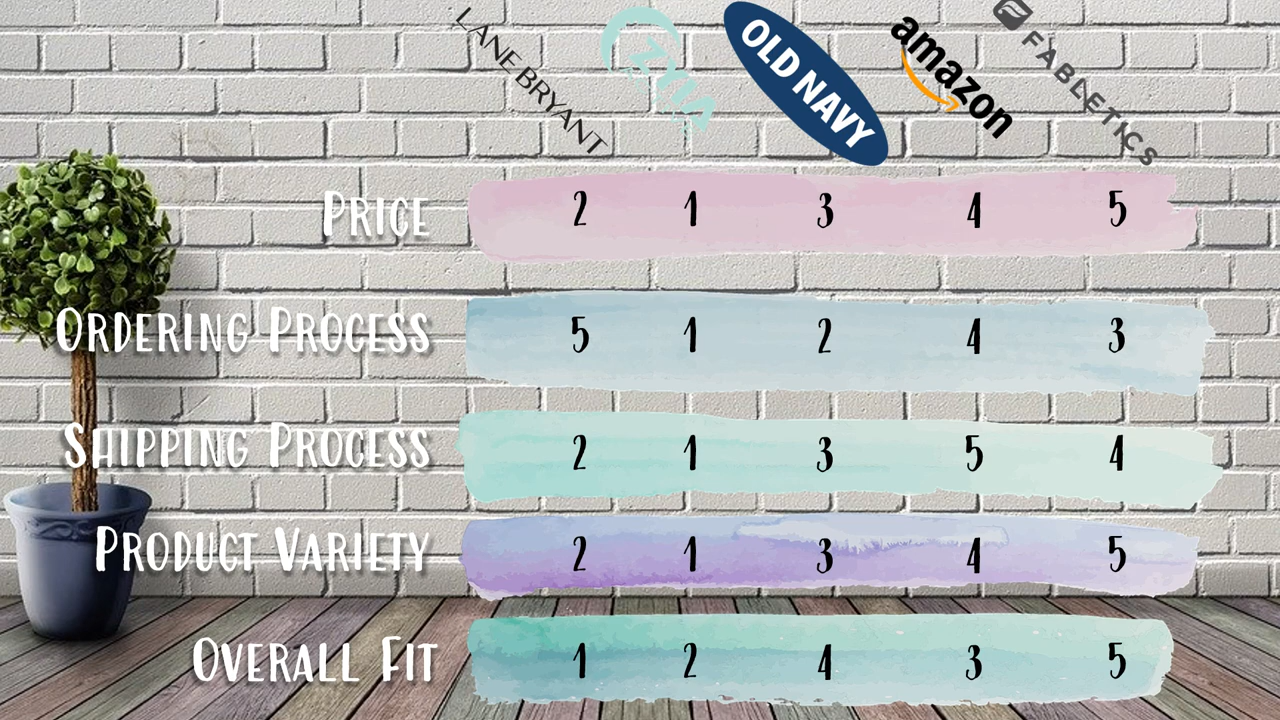 LANE BRYANT ZYIA OLD NAVY amazon FABLETICS
PRICE 2 1 3 4 5
ORDERING PROCESS 5 1 2 4 3
SHIPPING PROCESS 2 1 3 5 4
PRODUCT VARIETY 2 1 3 4 5
OVERALL FIT 1 2 4 3 5